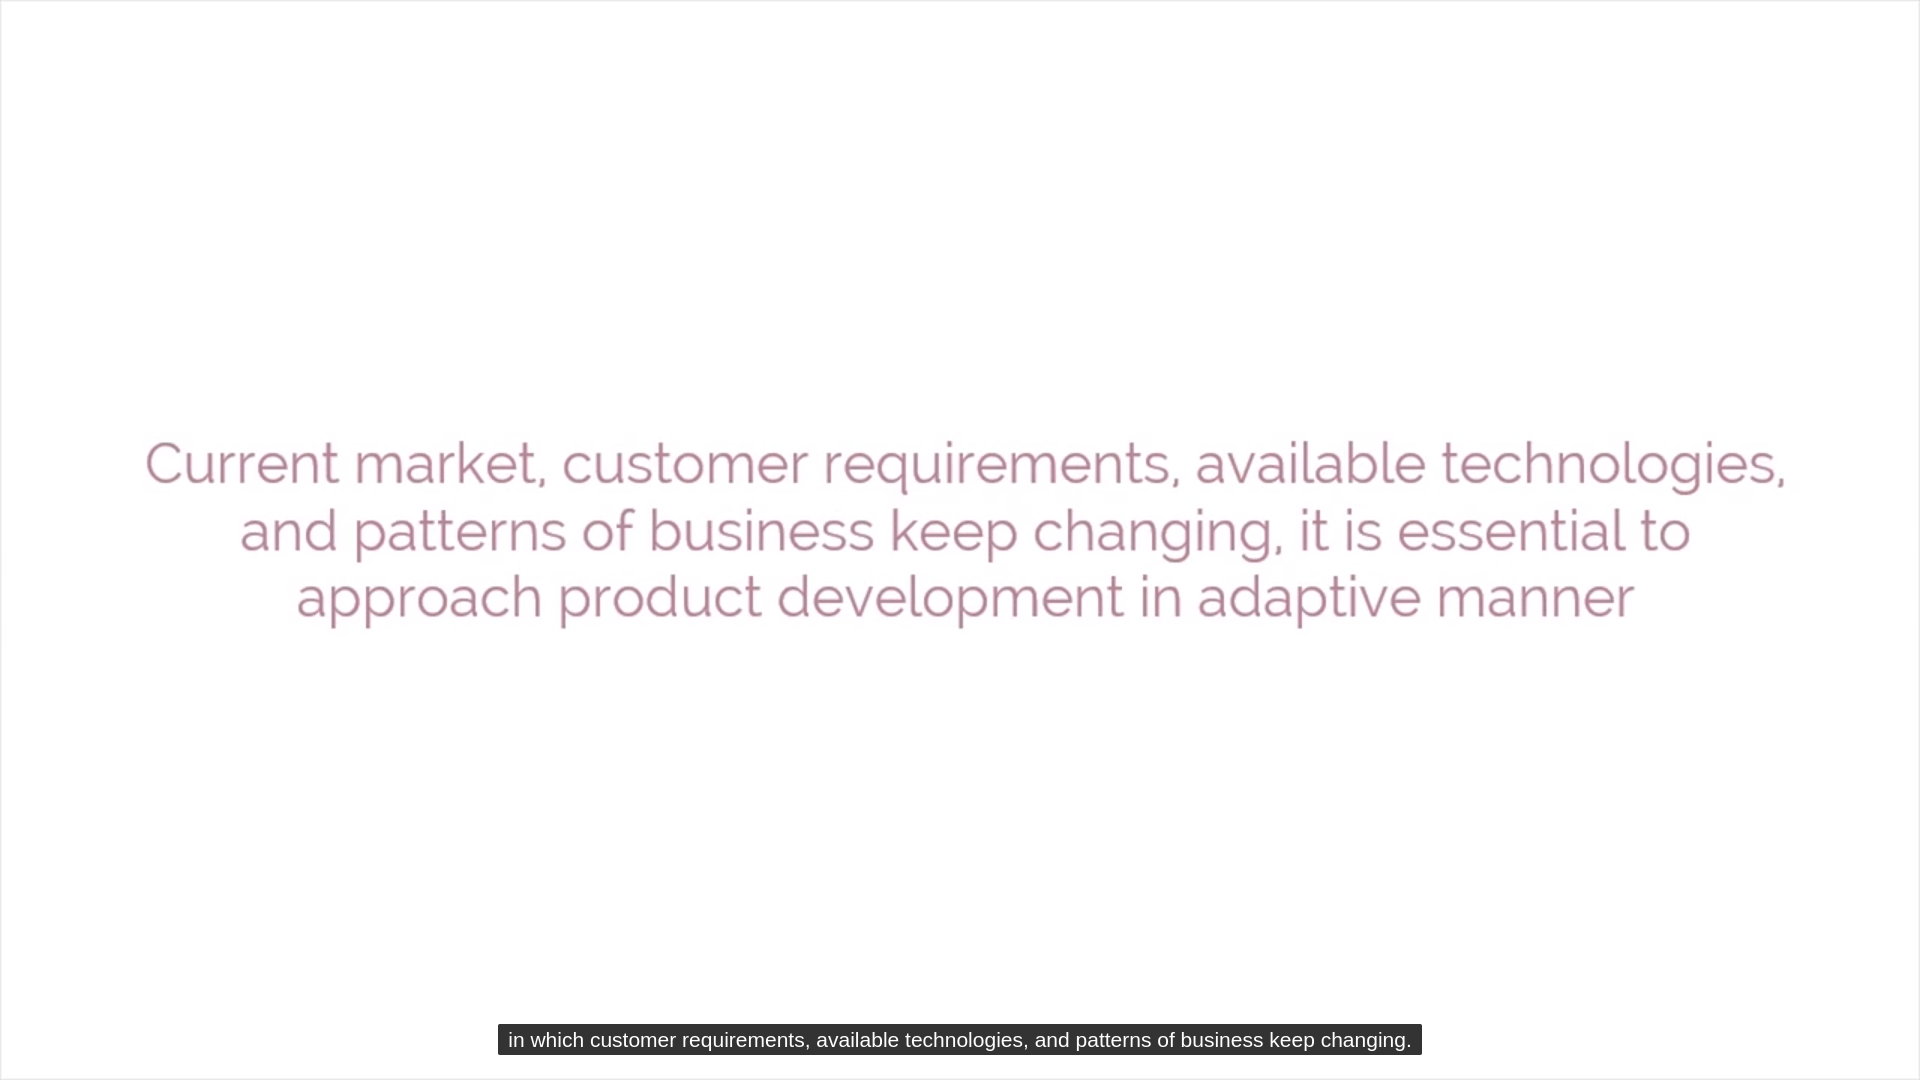 Current market, customer requirements, available technologies,
and patterns of business keep changing, it is essential to
approach product development in adaptive manner
in which customer requirements, available technologies, and patterns of business keep changing.